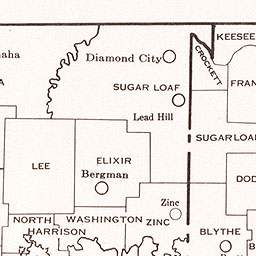 KEESEE
aha
Diamond City
CROCKETT
A
SUGAR LOAF
FRAN
Lead Hill
SUGARLOA
LEE
ELIXIR
Bergman
DOD
Zinc
NORTH
HARRISON
WASHINGTON
ZINC
BLYTHE
B